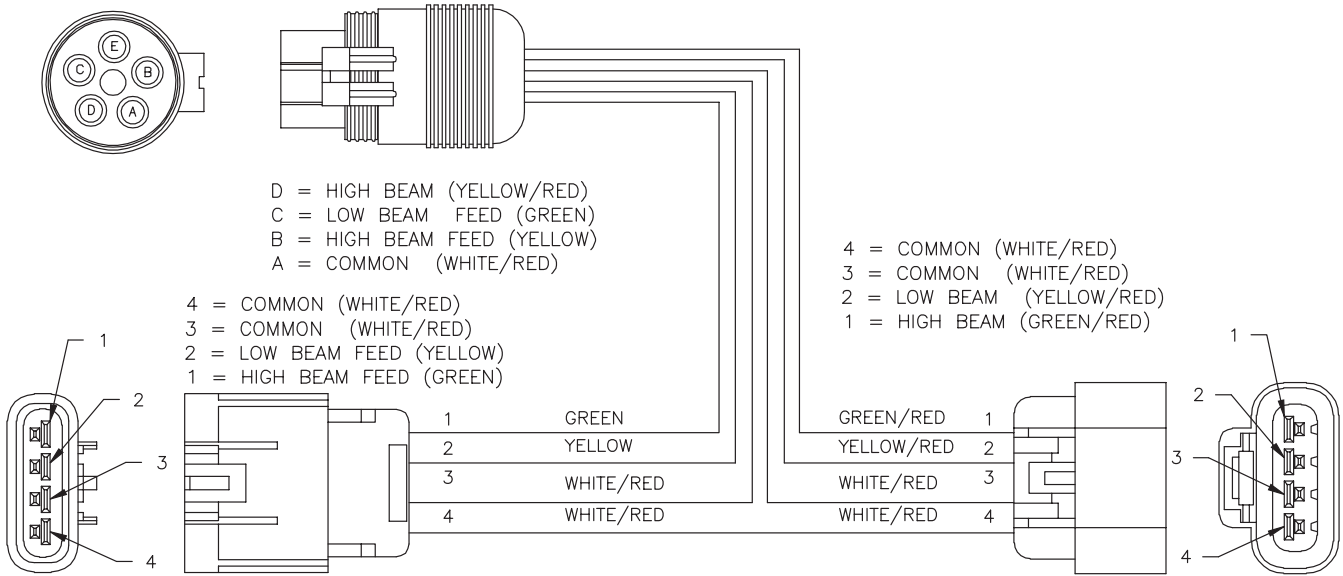 E
C
B
D
A
D = HIGH BEAM (YELLOW/RED)
C = LOW BEAM FEED (GREEN)
B = HIGH BEAM FEED (YELLOW)
A = COMMON (WHITE/RED)
4 = COMMON (WHITE/RED)
3 = COMMON (WHITE/RED)
2 = LOW BEAM (YELLOW/RED)
1 = HIGH BEAM (GREEN/RED)
4 = COMMON (WHITE/RED)
3 = COMMON (WHITE/RED)
2 = LOW BEAM FEED (YELLOW)
1 = HIGH BEAM FEED (GREEN)
1
2
3
4
1 GREEN
2 YELLOW
3 WHITE/RED
4 WHITE/RED
GREEN/RED 1
YELLOW/RED 2
WHITE/RED 3
WHITE/RED 4
1
2
3
4